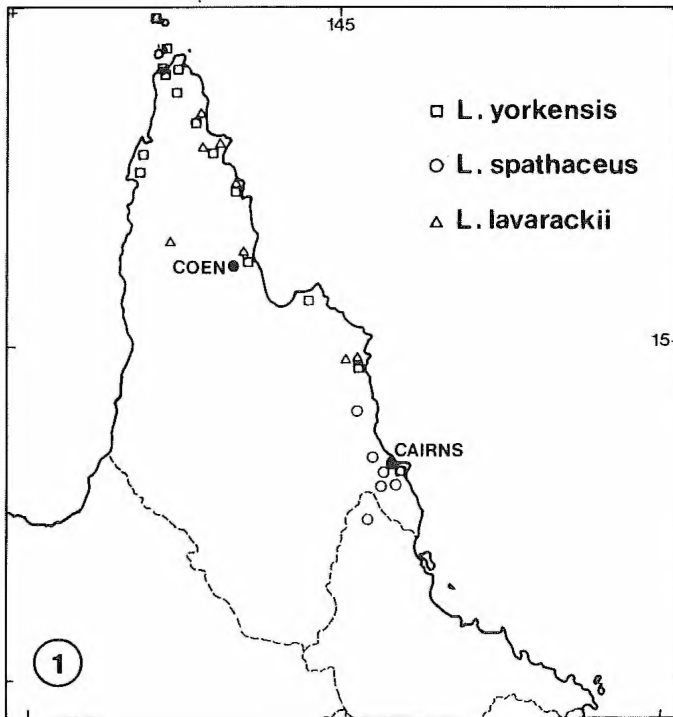 145
L. yorkensis
L. spathaceus
L. lavarackii
COEN
15
CAIRNS
1